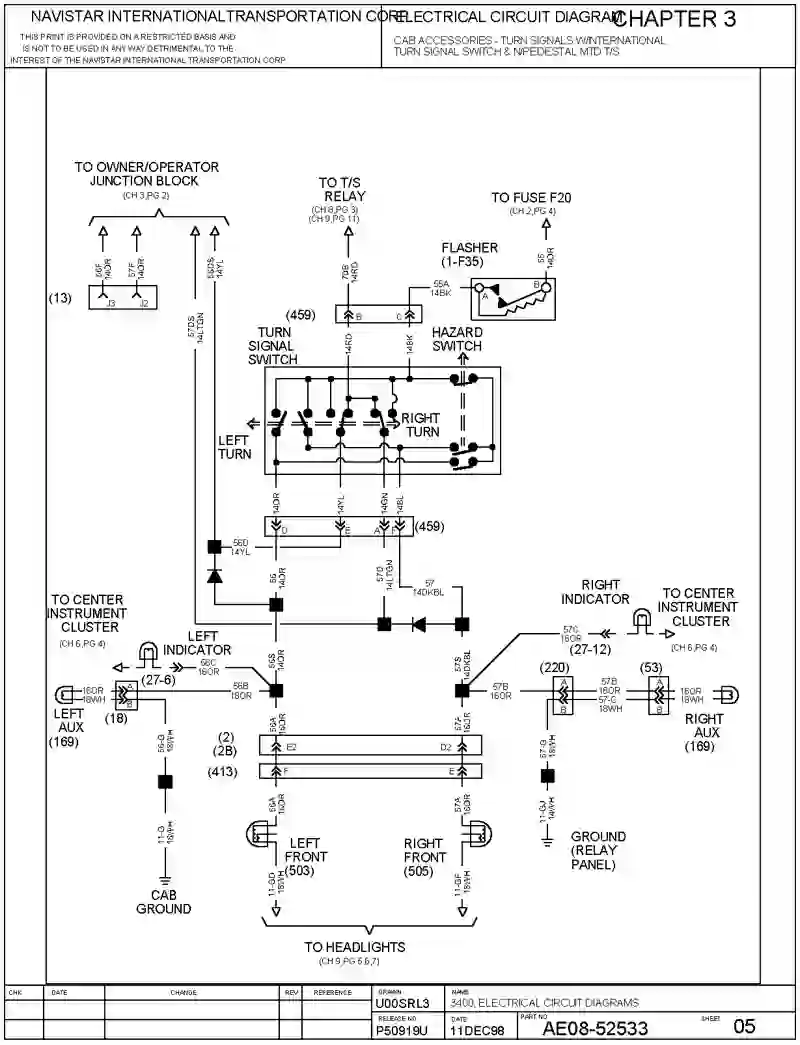 NAVISTAR INTERNATIONAL TRANSPORTATION CORP
THIS PRINT IS PROVIDED ON A RESTRICTED BASIS AND
IS NOT TO BE USED IN ANY WAY DETRIMENTAL TO THE
INTEREST OF THE NAVISTAR INTERNATIONAL TRANSPORTATION CORP
ELECTRICAL CIRCUIT DIAGRAM
CHAPTER 3
CAB ACCESSORIES - TURN SIGNALS W/INTERNATIONAL
TURN SIGNAL SWITCH & N/PEDESTAL MTD T/S
TO OWNER/OPERATOR
JUNCTION BLOCK
(CH 3,PG 2)
TO T/S
RELAY
(CH 8,PG 3)
(CH 9,PG 11)
TO FUSE F20
(CH 2,PG 4)
FLASHER
(1-F35)
56F
14OR
57F
14OR
56DS
14YL
57DS
14LTGN
70B
14RD
55A
14BK
55
14OR
A
B
(13)
J3
J2
(459)
B
C
TURN
SIGNAL
SWITCH
14RD
14BK
HAZARD
SWITCH
LEFT
TURN
RIGHT
TURN
14OR
14YL
14GN
14BL
D
E
A
F
(459)
56D
14YL
56
14OR
57D
14LTGN
57
14DKBL
TO CENTER
INSTRUMENT
CLUSTER
(CH 6,PG 4)
LEFT
INDICATOR
56C
16OR
(27-6)
56S
14OR
57S
14DKBL
RIGHT
INDICATOR
57C
16OR
(27-12)
TO CENTER
INSTRUMENT
CLUSTER
(CH 6,PG 4)
16OR
18WH
A
B
(18)
56B
16OR
LEFT
AUX
(169)
57B
16OR
(220)
A
B
57B
16OR
57-G
18WH
(53)
A
B
16OR
18WH
RIGHT
AUX
(169)
56-G
18WH
56A
16OR
57A
16OR
57-G
18WH
(2)
(2B)
E2
D2
(413)
F
E
56A
16OR
57A
16OR
11-G
16WH
11-GJ
14WH
LEFT
FRONT
(503)
RIGHT
FRONT
(505)
GROUND
(RELAY
PANEL)
11-GD
18WH
11-GF
18WH
CAB
GROUND
TO HEADLIGHTS
(CH 9,PG 5,6,7)
CHK
DATE
CHANGE
REV
REFERENCE
DRAWN
U00SRL3
NAME
3400, ELECTRICAL CIRCUIT DIAGRAMS
RELEASE NO
P50919U
DATE
11DEC98
PART NO
AE08-52533
SHEET
05